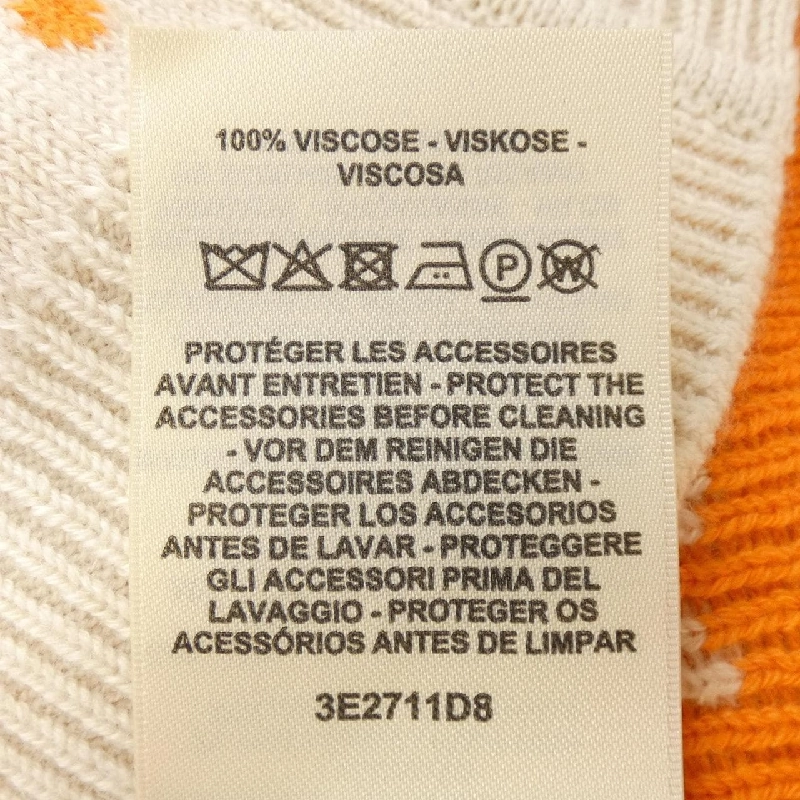 100% VISCOSE - VISKOSE -
VISCOSA
P W
PROTÉGER LES ACCESSOIRES
AVANT ENTRETIEN - PROTECT THE
ACCESSORIES BEFORE CLEANING
- VOR DEM REINIGEN DIE
ACCESSOIRES ABDECKEN -
PROTEGER LOS ACCESORIOS
ANTES DE LAVAR - PROTEGGERE
GLI ACCESSORI PRIMA DEL
LAVAGGIO - PROTEGER OS
ACESSÓRIOS ANTES DE LIMPAR
3E2711D8